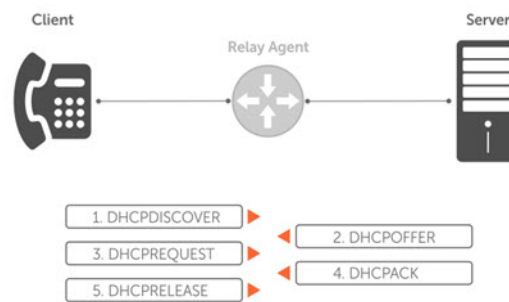 Client
Server
Relay Agent
1. DHCPDISCOVER
2. DHCPOFFER
3. DHCPREQUEST
4. DHCPACK
5. DHCPRELEASE